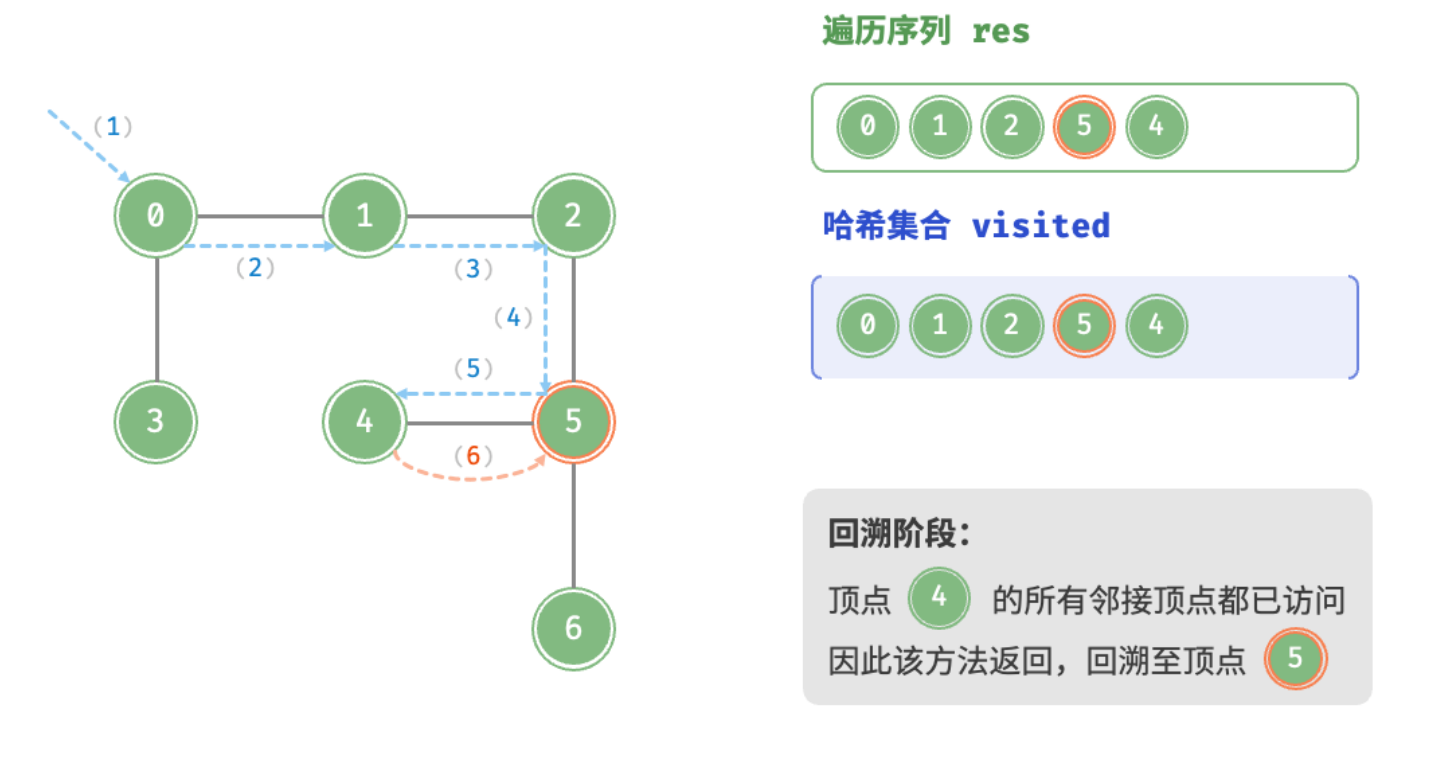 遍历序列 res
0 1 2 5 4
哈希集合 visited
0 1 2 5 4
(1)
0 1 2
(2) (3)
(4)
(5)
3 4 5
(6)
6
回溯阶段：
顶点 4 的所有邻接顶点都已访问
因此该方法返回，回溯至顶点 5